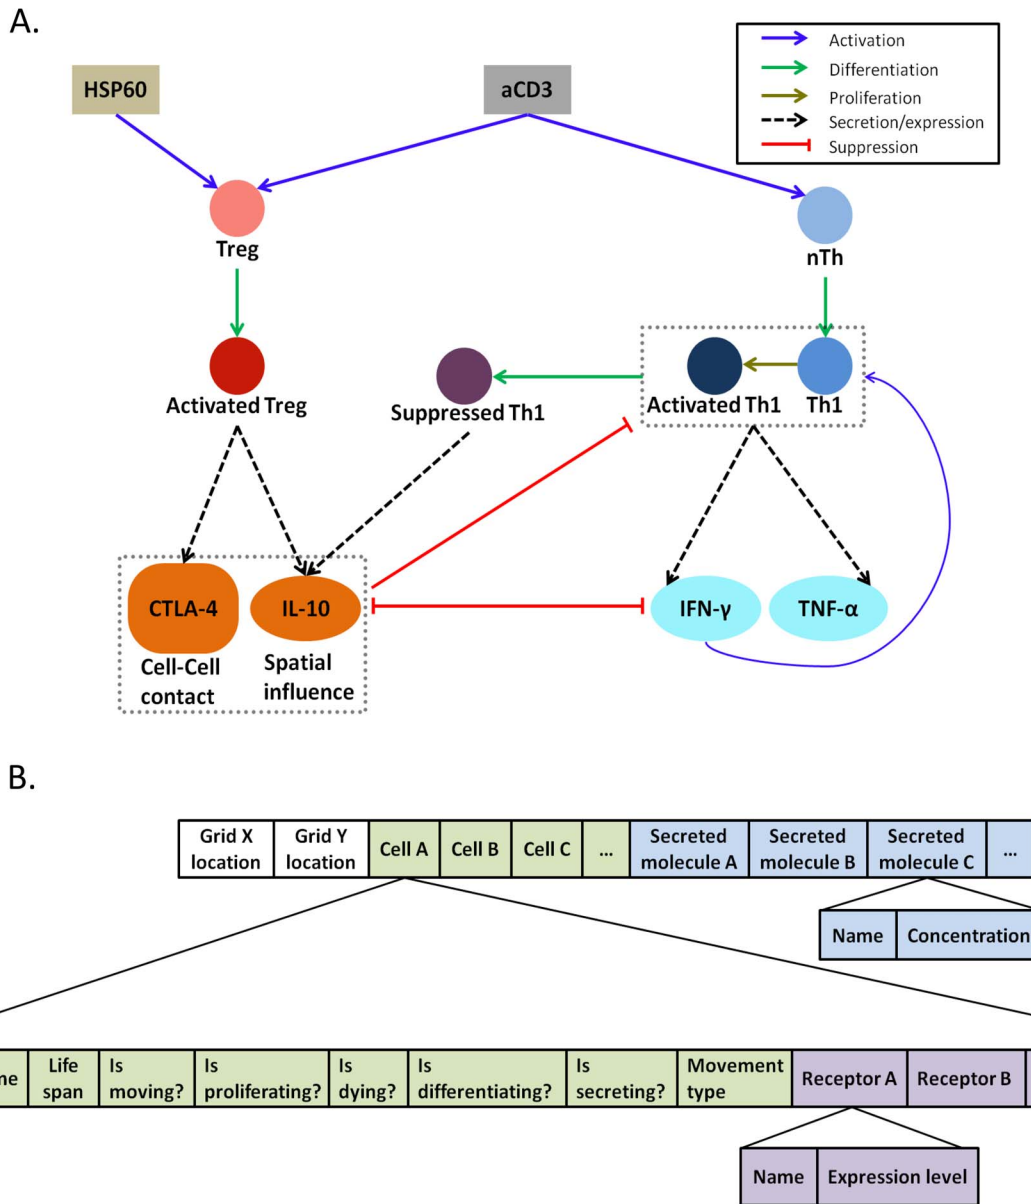 A.
HSP60
aCD3
Activation
Differentiation
Proliferation
Secretion/expression
Suppression
Treg
nTh
Activated Treg
Suppressed Th1
Activated Th1
Th1
CTLA-4
IL-10
IFN-γ
TNF-α
Cell-Cell
contact
Spatial
influence
B.
Grid X
location
Grid Y
location
Cell A
Cell B
Cell C
...
Secreted
molecule A
Secreted
molecule B
Secreted
molecule C
...
Name
Concentration
Life
span
Is
moving?
Is
proliferating?
Is
dying?
Is
differentiating?
Is
secreting?
Movement
type
Receptor A
Receptor B
Name
Expression level